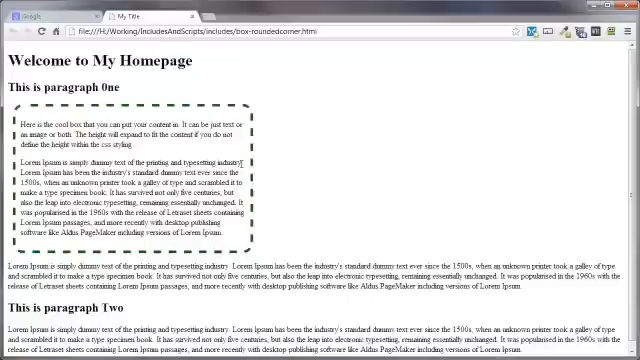 Google
My Title
file:///H:/Working/IncludesAndScripts/includes/box-roundedcorner.html
Welcome to My Homepage
This is paragraph One
Here is the cool box that you can put your content in. It can be just text or
an image or both. The height will expand to fit the content if you do not
define the height within the css styling
Lorem Ipsum is simply dummy text of the printing and typesetting industry.
Lorem Ipsum has been the industry's standard dummy text ever since the
1500s, when an unknown printer took a galley of type and scrambled it to
make a type specimen book. It has survived not only five centuries, but
also the leap into electronic typesetting, remaining essentially unchanged. It
was popularised in the 1960s with the release of Letraset sheets containing
Lorem Ipsum passages, and more recently with desktop publishing
software like Aldus PageMaker including versions of Lorem Ipsum.
Lorem Ipsum is simply dummy text of the printing and typesetting industry. Lorem Ipsum has been the industry's standard dummy text ever since the 1500s, when an unknown printer took a galley of type
and scrambled it to make a type specimen book. It has survived not only five centuries, but also the leap into electronic typesetting, remaining essentially unchanged. It was popularised in the 1960s with the
release of Letraset sheets containing Lorem Ipsum passages, and more recently with desktop publishing software like Aldus PageMaker including versions of Lorem Ipsum.
This is paragraph Two
Lorem Ipsum is simply dummy text of the printing and typesetting industry. Lorem Ipsum has been the industry's standard dummy text ever since the 1500s, when an unknown printer took a galley of type
and scrambled it to make a type specimen book. It has survived not only five centuries, but also the leap into electronic typesetting, remaining essentially unchanged. It was popularised in the 1960s with the
release of Letraset sheets containing Lorem Ipsum passages, and more recently with desktop publishing software like Aldus PageMaker including versions of Lorem Ipsum.